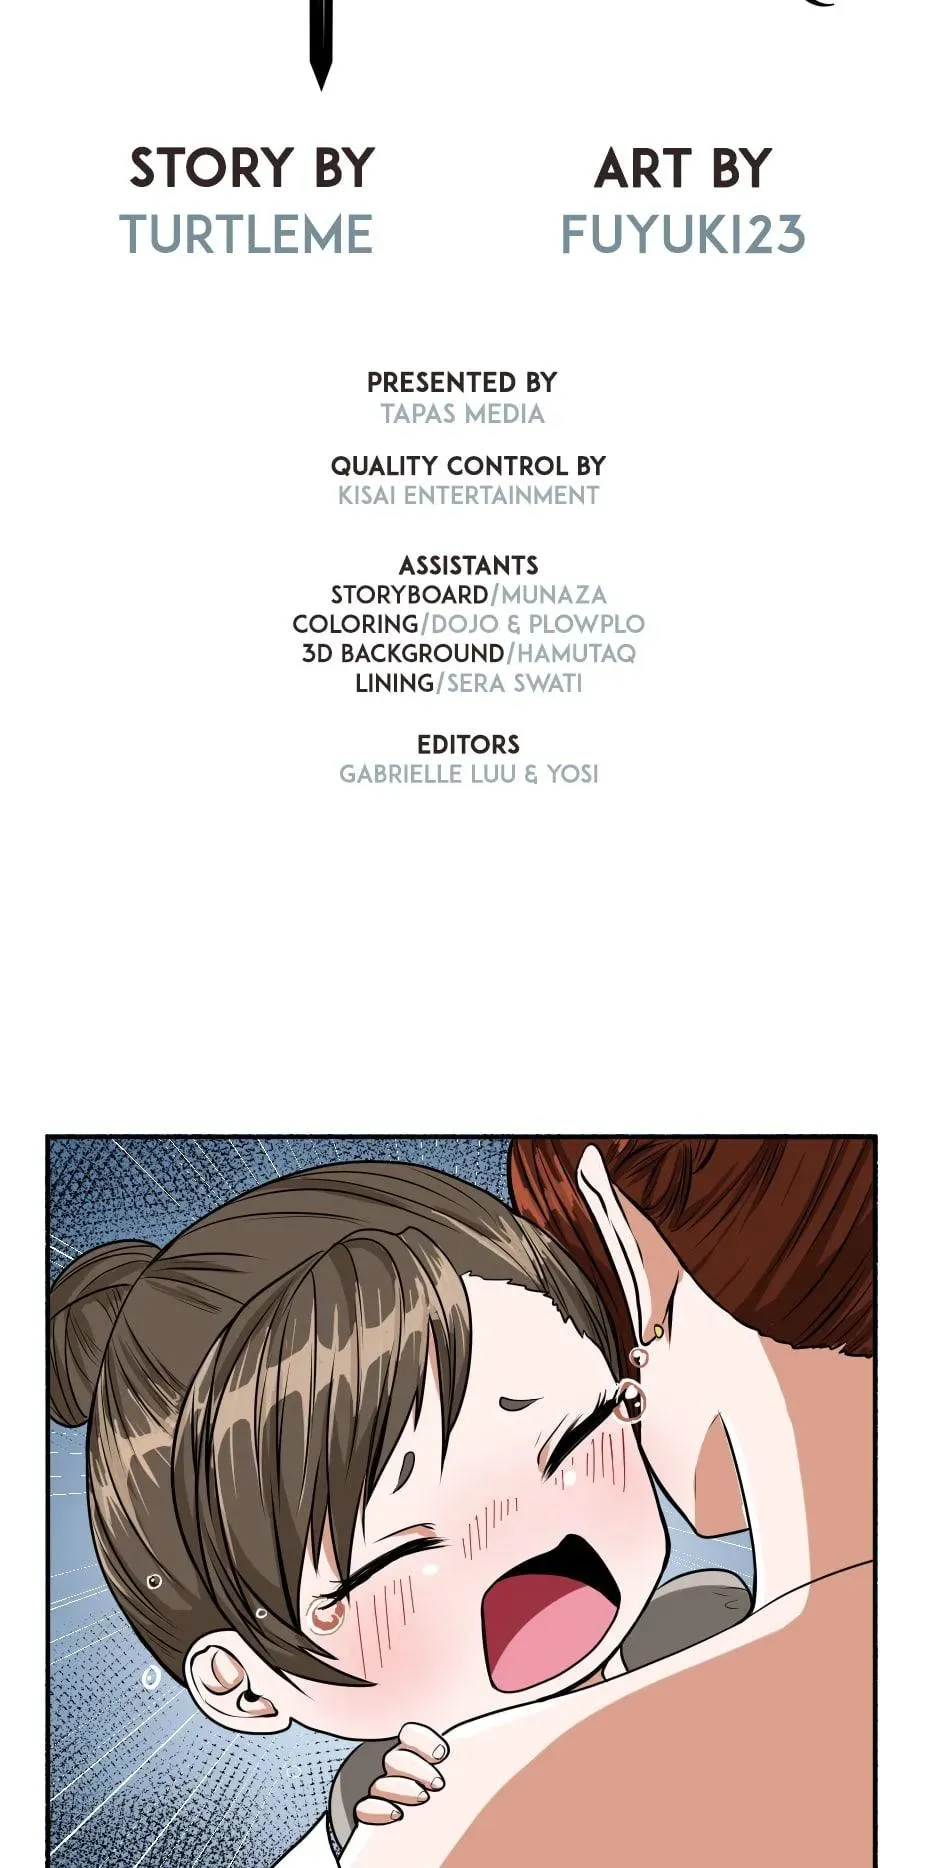 STORY BY
TURTLEME
ART BY
FUYUKI23
PRESENTED BY
TAPAS MEDIA
QUALITY CONTROL BY
KISAI ENTERTAINMENT
ASSISTANTS
STORYBOARD/MUNAZA
COLORING/DOJO & PLOWPLO
3D BACKGROUND/HAMUTAQ
LINING/SERA SWATI
EDITORS
GABRIELLE LUU & YOSI